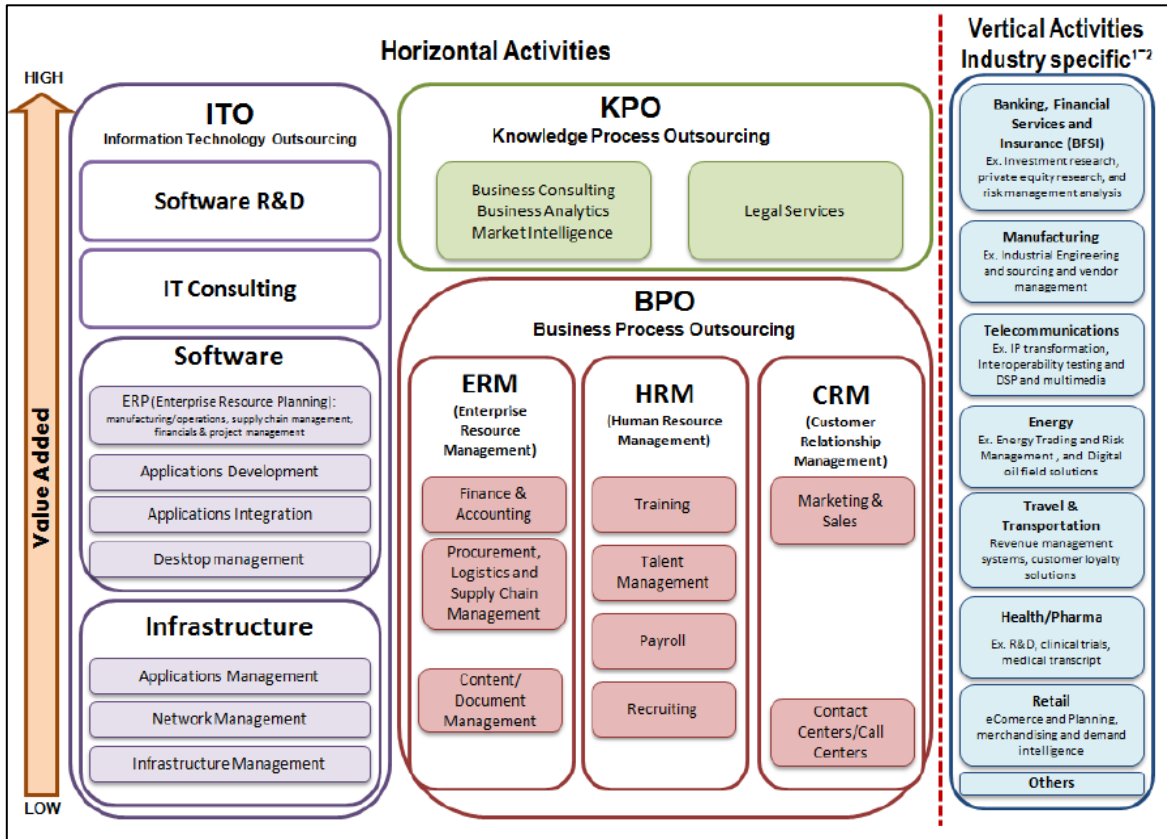 Horizontal Activities
Vertical Activities
Industry specific¹⁻²
HIGH
Value Added
LOW
ITO
Information Technology Outsourcing
Software R&D
IT Consulting
Software
ERP (Enterprise Resource Planning):
manufacturing/operations, supply chain management,
financials & project management
Applications Development
Applications Integration
Desktop management
Infrastructure
Applications Management
Network Management
Infrastructure Management
KPO
Knowledge Process Outsourcing
Business Consulting
Business Analytics
Market Intelligence
Legal Services
BPO
Business Process Outsourcing
ERM
(Enterprise
Resource
Management)
Finance &
Accounting
Procurement,
Logistics and
Supply Chain
Management
Content/
Document
Management
HRM
(Human Resource
Management)
Training
Talent
Management
Payroll
Recruiting
CRM
(Customer
Relationship
Management)
Marketing &
Sales
Contact
Centers/Call
Centers
Banking, Financial
Services and
Insurance (BFSI)
Ex. Investment research,
private equity research, and
risk management analysis
Manufacturing
Ex. Industrial Engineering
and sourcing and vendor
management
Telecommunications
Ex. IP transformation,
Interoperability testing and
DSP and multimedia
Energy
Ex. Energy Trading and Risk
Management , and Digital
oil field solutions
Travel &
Transportation
Revenue management
systems, customer loyalty
solutions
Health/Pharma
Ex. R&D, clinical trials,
medical transcript
Retail
eComerce and Planning,
merchandising and demand
intelligence
Others